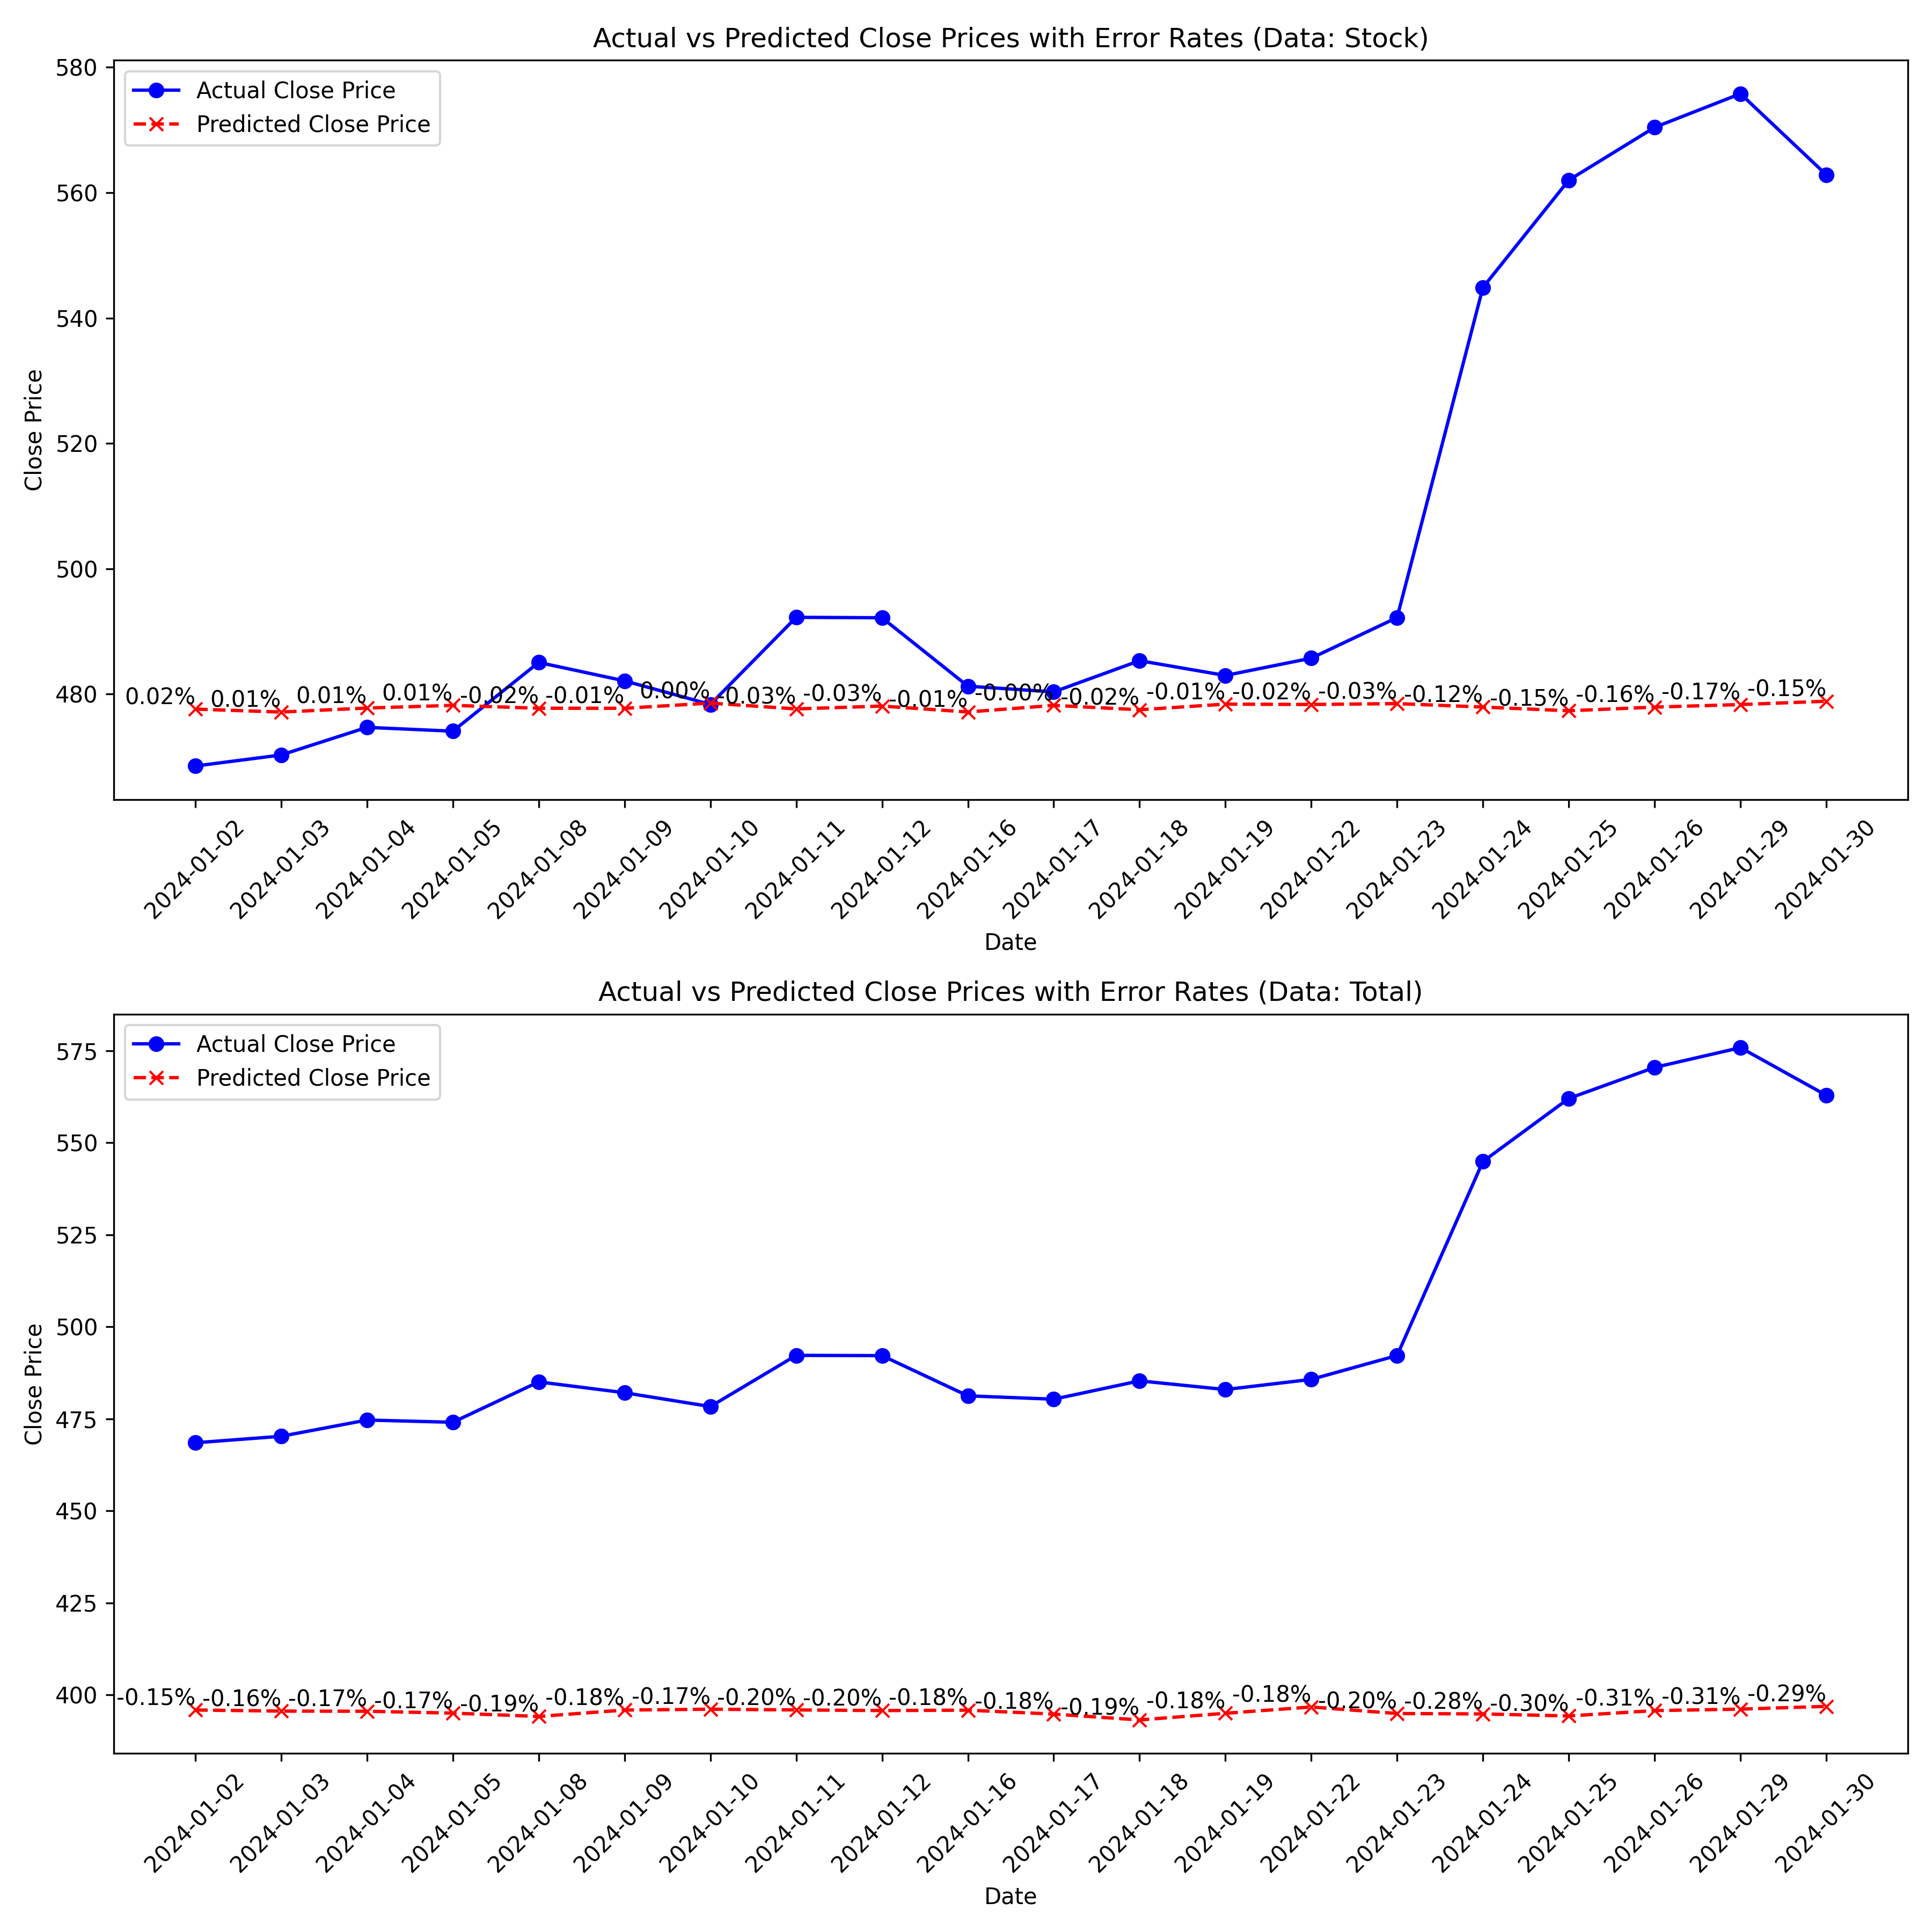 Actual vs Predicted Close Prices with Error Rates (Data: Stock)
Actual Close Price
Predicted Close Price
Close Price
580
560
540
520
500
480
0.02% 0.01% 0.01% 0.01% -0.02% -0.01% 0.00% -0.03% -0.03% -0.01% -0.00% -0.02% -0.01% -0.02% -0.03% -0.12% -0.15% -0.16% -0.17% -0.15%
2024-01-02 2024-01-03 2024-01-04 2024-01-05 2024-01-08 2024-01-09 2024-01-10 2024-01-11 2024-01-12 2024-01-16 2024-01-17 2024-01-18 2024-01-19 2024-01-22 2024-01-23 2024-01-24 2024-01-25 2024-01-26 2024-01-29 2024-01-30
Date
Actual vs Predicted Close Prices with Error Rates (Data: Total)
Actual Close Price
Predicted Close Price
Close Price
575
550
525
500
475
450
425
400
-0.15% -0.16% -0.17% -0.17% -0.19% -0.18% -0.17% -0.20% -0.20% -0.18% -0.18% -0.19% -0.18% -0.18% -0.20% -0.28% -0.30% -0.31% -0.31% -0.29%
2024-01-02 2024-01-03 2024-01-04 2024-01-05 2024-01-08 2024-01-09 2024-01-10 2024-01-11 2024-01-12 2024-01-16 2024-01-17 2024-01-18 2024-01-19 2024-01-22 2024-01-23 2024-01-24 2024-01-25 2024-01-26 2024-01-29 2024-01-30
Date